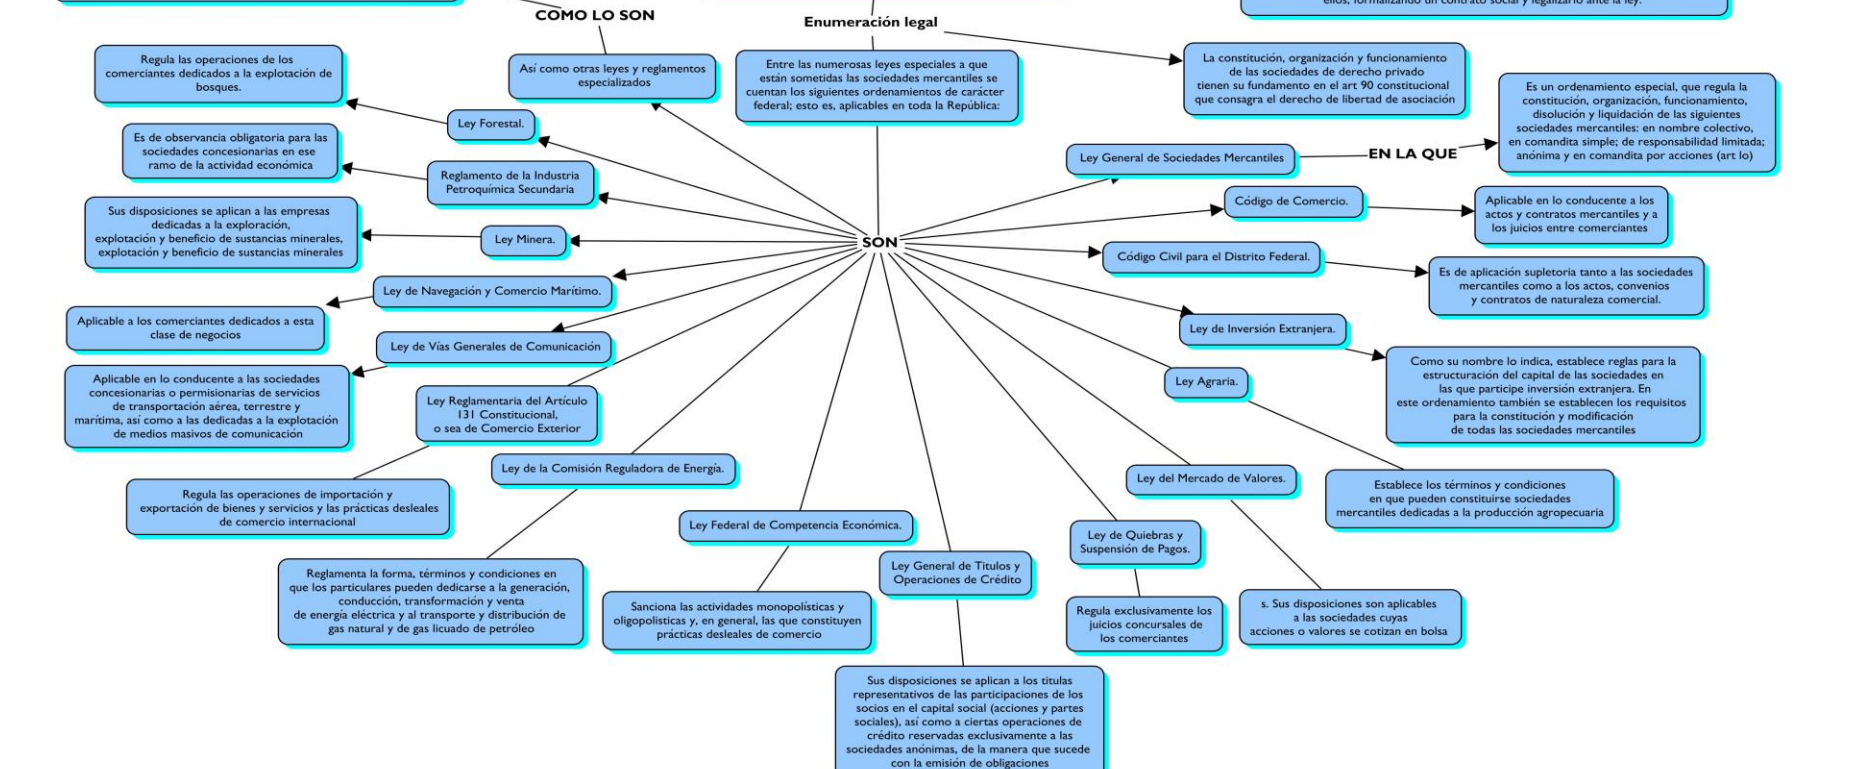 ellos, formalizando un contrato social y legalizarlo ante la ley.
COMO LO SON
Enumeración legal
Regula las operaciones de los
comerciantes dedicados a la explotación de
bosques.
Así como otras leyes y reglamentos
especializados
Entre las numerosas leyes especiales a que
están sometidas las sociedades mercantiles se
cuentan los siguientes ordenamientos de carácter
federal; esto es, aplicables en toda la República:
La constitución, organización y funcionamiento
de las sociedades de derecho privado
tienen su fundamento en el art 90 constitucional
que consagra el derecho de libertad de asociación
Es un ordenamiento especial, que regula la
constitución, organización, funcionamiento,
disolución y liquidación de las siguientes
sociedades mercantiles: en nombre colectivo,
en comandita simple; de responsabilidad limitada;
anónima y en comandita por acciones (art lo)
Ley Forestal.
Es de observancia obligatoria para las
sociedades concesionarias en ese
ramo de la actividad económica
Ley General de Sociedades Mercantiles
EN LA QUE
Reglamento de la Industria
Petroquímica Secundaria
Código de Comercio.
Aplicable en lo conducente a los
actos y contratos mercantiles y a
los juicios entre comerciantes
Sus disposiciones se aplican a las empresas
dedicadas a la exploración,
explotación y beneficio de sustancias minerales,
explotación y beneficio de sustancias minerales
Ley Minera.
SON
Código Civil para el Distrito Federal.
Es de aplicación supletoria tanto a las sociedades
mercantiles como a los actos, convenios
y contratos de naturaleza comercial.
Ley de Navegación y Comercio Marítimo.
Aplicable a los comerciantes dedicados a esta
clase de negocios
Ley de Inversión Extranjera.
Ley de Vías Generales de Comunicación
Como su nombre lo indica, establece reglas para la
estructuración del capital de las sociedades en
las que participe inversión extranjera. En
este ordenamiento también se establecen los requisitos
para la constitución y modificación
de todas las sociedades mercantiles
Aplicable en lo conducente a las sociedades
concesionarias o permisionarias de servicios
de transportación aérea, terrestre y
marítima, así como a las dedicadas a la explotación
de medios masivos de comunicación
Ley Agraria.
Ley Reglamentaria del Artículo
131 Constitucional,
o sea de Comercio Exterior
Ley de la Comisión Reguladora de Energía.
Ley del Mercado de Valores.
Establece los términos y condiciones
en que pueden constituirse sociedades
mercantiles dedicadas a la producción agropecuaria
Regula las operaciones de importación y
exportación de bienes y servicios y las prácticas desleales
de comercio internacional
Ley Federal de Competencia Económica.
Ley de Quiebras y
Suspensión de Pagos.
Ley General de Titulos y
Operaciones de Crédito
Reglamenta la forma, términos y condiciones en
que los particulares pueden dedicarse a la generación,
conducción, transformación y venta
de energía eléctrica y al transporte y distribución de
gas natural y de gas licuado de petróleo
Sanciona las actividades monopolísticas y
oligopolisticas y, en general, las que constituyen
prácticas desleales de comercio
Regula exclusivamente los
juicios concursales de
los comerciantes
s. Sus disposiciones son aplicables
a las sociedades cuyas
acciones o valores se cotizan en bolsa
Sus disposiciones se aplican a los titulas
representativos de las participaciones de los
socios en el capital social (acciones y partes
sociales), así como a ciertas operaciones de
crédito reservadas exclusivamente a las
sociedades anónimas, de la manera que sucede
con la emisión de obligaciones